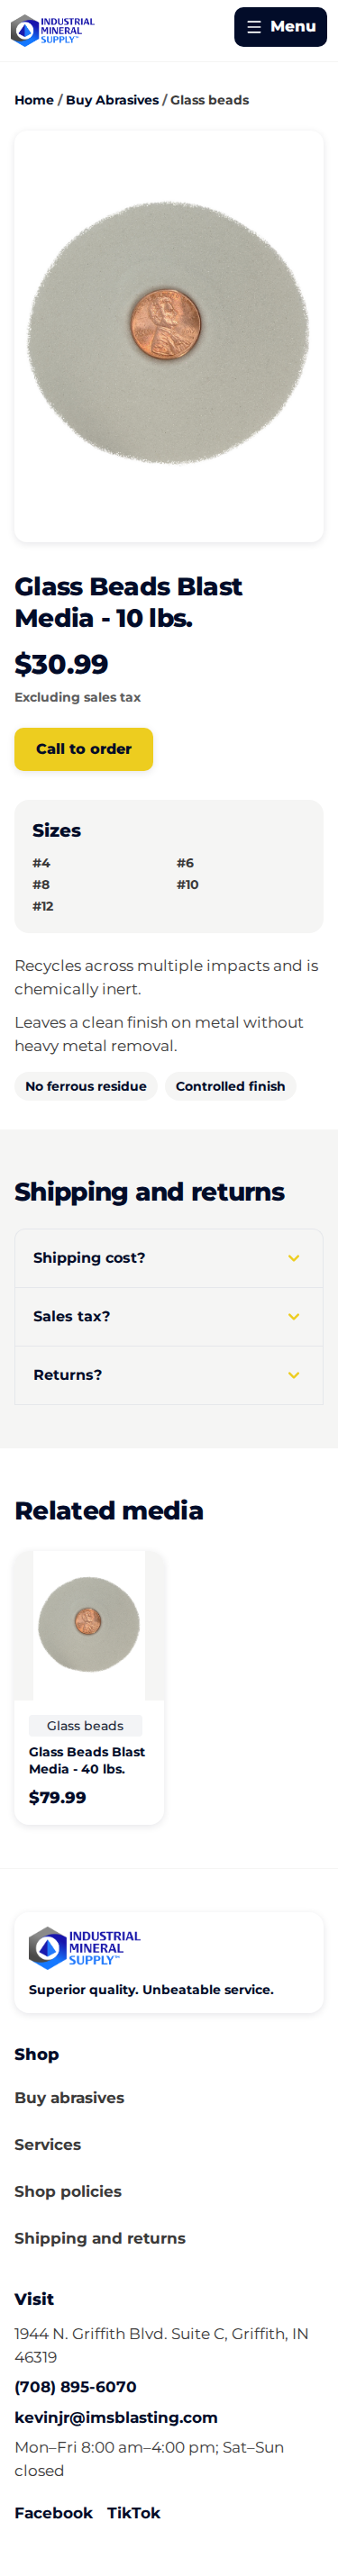 INDUSTRIAL
MINERAL
SUPPLY™
☰ Menu
Home / Buy Abrasives / Glass beads
Glass Beads Blast
Media - 10 lbs.
$30.99
Excluding sales tax
Call to order
Sizes
#4
#6
#8
#10
#12
Recycles across multiple impacts and is
chemically inert.
Leaves a clean finish on metal without
heavy metal removal.
No ferrous residue
Controlled finish
Shipping and returns
Shipping cost?
Sales tax?
Returns?
Related media
Glass beads
Glass Beads Blast
Media - 40 lbs.
$79.99
INDUSTRIAL
MINERAL
SUPPLY™
Superior quality. Unbeatable service.
Shop
Buy abrasives
Services
Shop policies
Shipping and returns
Visit
1944 N. Griffith Blvd. Suite C, Griffith, IN
46319
(708) 895-6070
kevinjr@imsblasting.com
Mon–Fri 8:00 am–4:00 pm; Sat–Sun
closed
Facebook TikTok